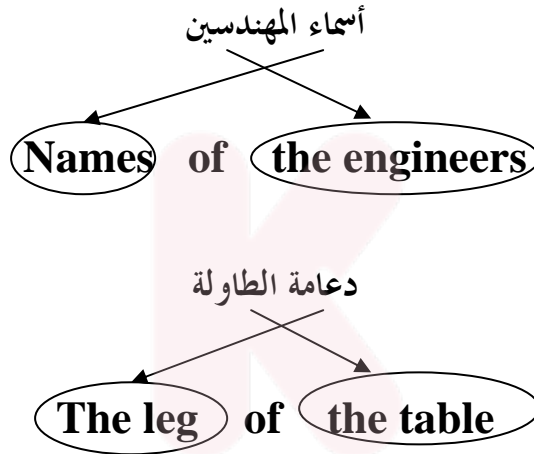 أسماء المهندسين
Names of the engineers
دعامة الطاولة
The leg of the table